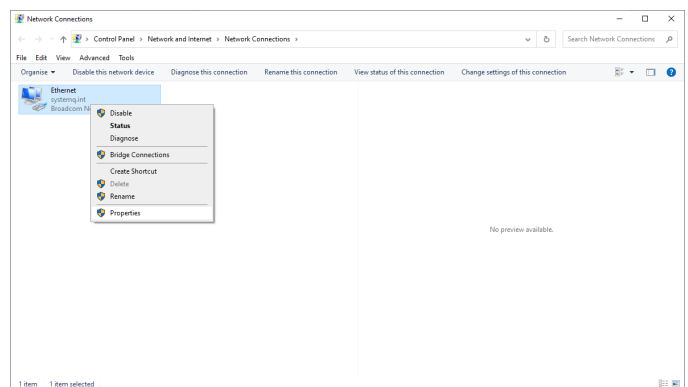 Network Connections
Control Panel > Network and Internet > Network Connections >
Search Network Connections
File Edit View Advanced Tools
Organise Disable this network device Diagnose this connection Rename this connection View status of this connection Change settings of this connection
Ethernet
systemq.int
Broadcom
Disable
Status
Diagnose
Bridge Connections
Create Shortcut
Delete
Rename
Properties
No preview available.
1 item 1 item selected